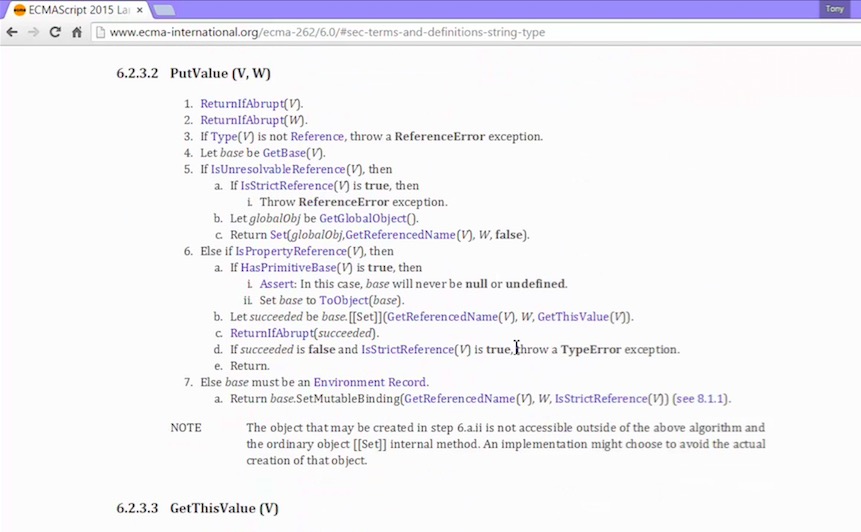 ECMAScript 2015 La
Tony
www.ecma-international.org/ecma-262/6.0/#sec-terms-and-definitions-string-type
6.2.3.2 PutValue (V, W)
1. ReturnIfAbrupt(V).
2. ReturnIfAbrupt(W).
3. If Type(V) is not Reference, throw a ReferenceError exception.
4. Let base be GetBase(V).
5. If IsUnresolvableReference(V), then
a. If IsStrictReference(V) is true, then
i. Throw ReferenceError exception.
b. Let globalObj be GetGlobalObject().
c. Return Set(globalObj,GetReferencedName(V), W, false).
6. Else if IsPropertyReference(V), then
a. If HasPrimitiveBase(V) is true, then
i. Assert: In this case, base will never be null or undefined.
ii. Set base to ToObject(base).
b. Let succeeded be base.[[Set]](GetReferencedName(V), W, GetThisValue(V)).
c. ReturnIfAbrupt(succeeded).
d. If succeeded is false and IsStrictReference(V) is true, throw a TypeError exception.
e. Return.
7. Else base must be an Environment Record.
a. Return base.SetMutableBinding(GetReferencedName(V), W, IsStrictReference(V)) (see 8.1.1).
NOTE The object that may be created in step 6.a.ii is not accessible outside of the above algorithm and
the ordinary object [[Set]] internal method. An implementation might choose to avoid the actual
creation of that object.
6.2.3.3 GetThisValue (V)